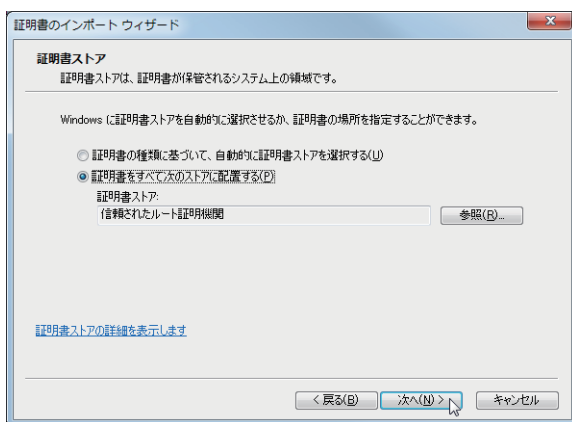 証明書のインポート ウィザード
証明書ストア
証明書ストアは、証明書が保管されるシステム上の領域です。
Windows に証明書ストアを自動的に選択させるか、証明書の場所を指定することができます。
証明書の種類に基づいて、自動的に証明書ストアを選択する(U)
証明書をすべて次のストアに配置する(P)
証明書ストア:
信頼されたルート証明機関
参照(R)...
証明書ストアの詳細を表示します
< 戻る(B)
次へ(N) >
キャンセル